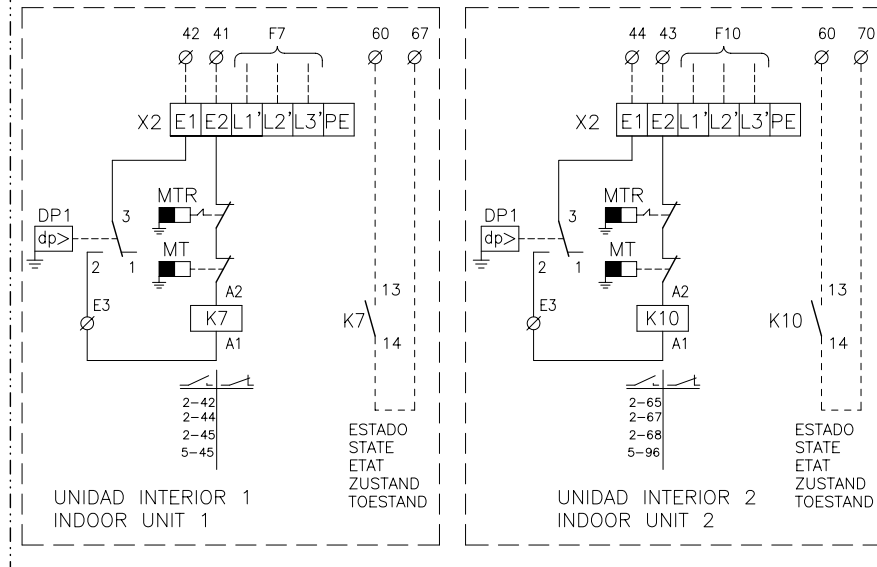 42 41 F7 60 67
X2 E1 E2 L1' L2' L3' PE
MTR
DP1 3
dp>
MT
2 1
A2 13
E3
K7 K7
A1 14
2-42
2-44
2-45
5-45
ESTADO
STATE
ETAT
ZUSTAND
TOESTAND
UNIDAD INTERIOR 1
INDOOR UNIT 1
44 43 F10 60 70
X2 E1 E2 L1' L2' L3' PE
MTR
DP1 3
dp>
MT
2 1
A2 13
E3
K10 K10
A1 14
2-65
2-67
2-68
5-96
ESTADO
STATE
ETAT
ZUSTAND
TOESTAND
UNIDAD INTERIOR 2
INDOOR UNIT 2